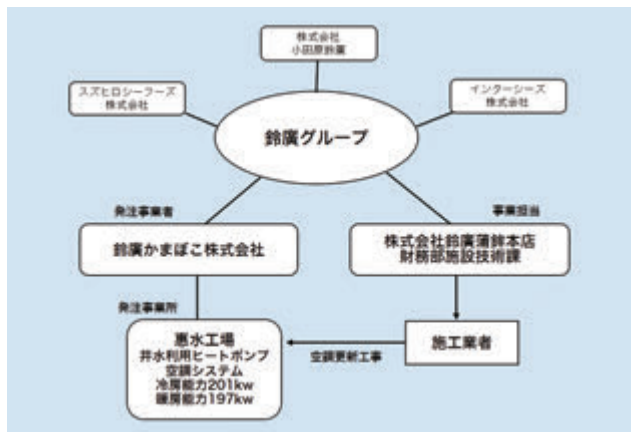 株式会社
小田原鈴廣
スズヒロシーフーズ
株式会社
インターシーズ
株式会社
鈴廣グループ
発注事業者
事業担当
鈴廣かまぼこ株式会社
株式会社鈴廣蒲鉾本店
財務部施設技術課
発注事業所
惠水工場
井水利用ヒートポンプ
空調システム
冷房能力201kw
暖房能力197kw
空調更新工事
施工業者